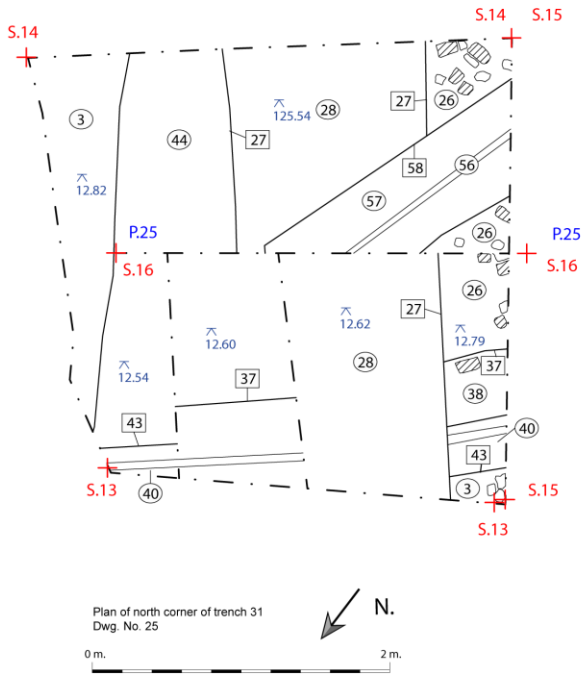 S.14
S.14 S.15
3
44
27
125.54
28
27
26
58
56
12.82
57
P.25
S.16
26
P.25
S.16
12.54
12.60
12.62
28
27
26
12.79
37
37
38
43
40
43
S.13
40
3
S.15
S.13
Plan of north corner of trench 31
Dwg. No. 25
N.
0 m. 2 m.